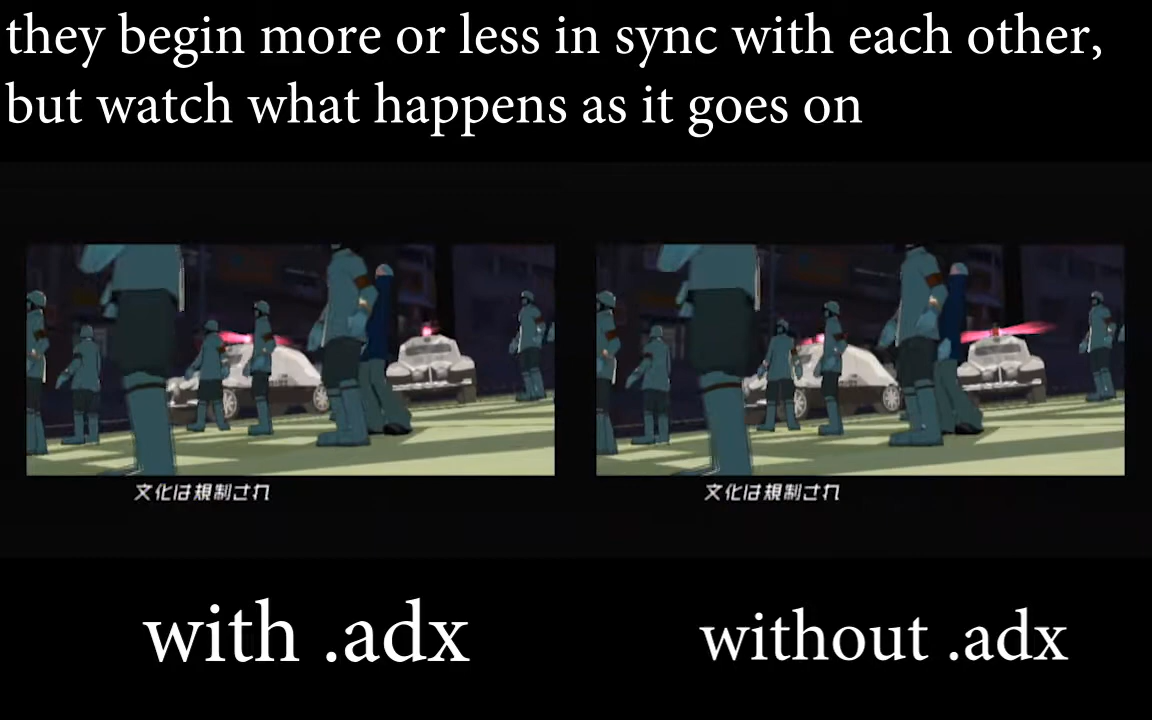 they begin more or less in sync with each other,
but watch what happens as it goes on
文化は規制され
文化は規制され
with .adx
without .adx